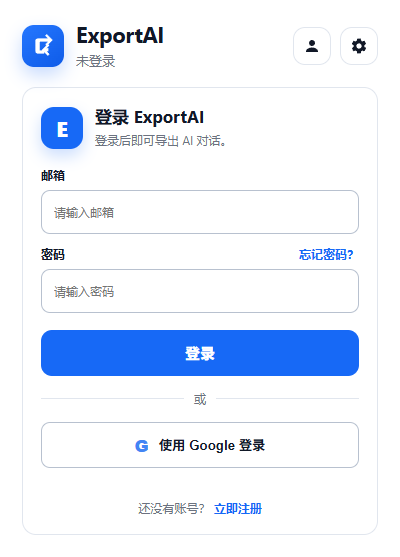 ExportAI
未登录
E
登录 ExportAI
登录后即可导出 AI 对话。
邮箱
请输入邮箱
密码
忘记密码？
请输入密码
登录
或
G 使用 Google 登录
还没有账号？ 立即注册